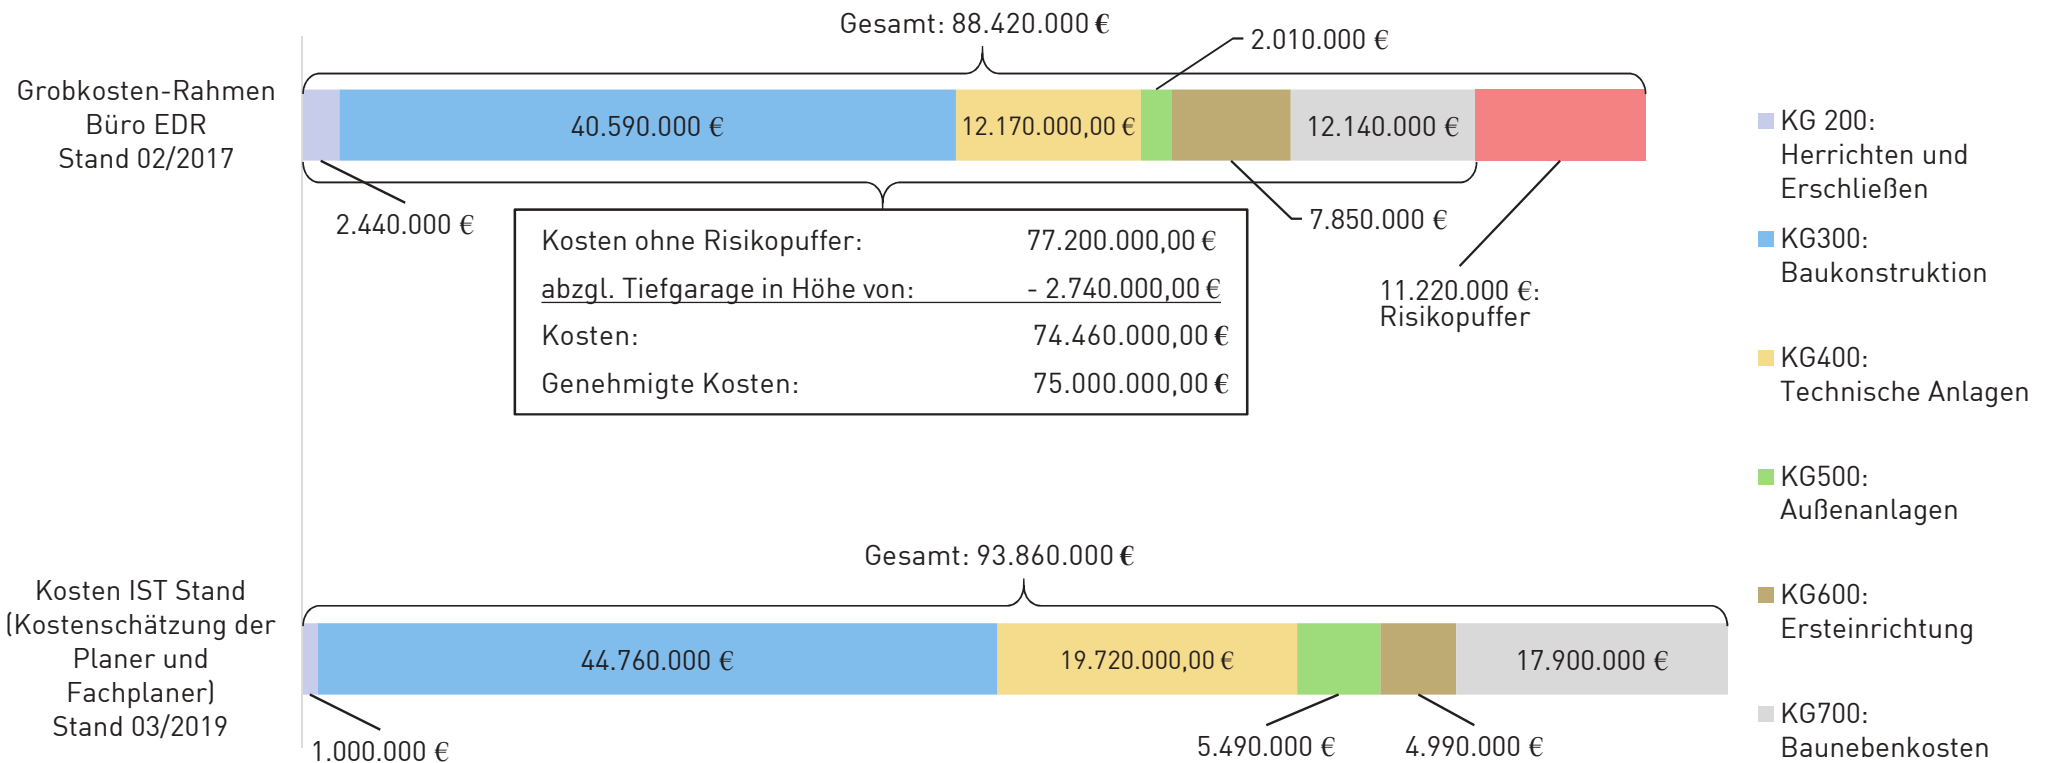 Gesamt: 88.420.000 €
2.010.000 €
Grobkosten-Rahmen
Büro EDR
Stand 02/2017
40.590.000 €
12.170.000,00 €
12.140.000 €
2.440.000 €
7.850.000 €
11.220.000 €:
Risikopuffer
Kosten ohne Risikopuffer: 77.200.000,00 €
abzgl. Tiefgarage in Höhe von: - 2.740.000,00 €
Kosten: 74.460.000,00 €
Genehmigte Kosten: 75.000.000,00 €
Gesamt: 93.860.000 €
Kosten IST Stand
(Kostenschätzung der
Planer und
Fachplaner)
Stand 03/2019
44.760.000 €
19.720.000,00 €
17.900.000 €
1.000.000 €
5.490.000 €
4.990.000 €
KG 200:
Herrichten und
Erschließen
KG300:
Baukonstruktion
KG400:
Technische Anlagen
KG500:
Außenanlagen
KG600:
Ersteinrichtung
KG700:
Baunebenkosten